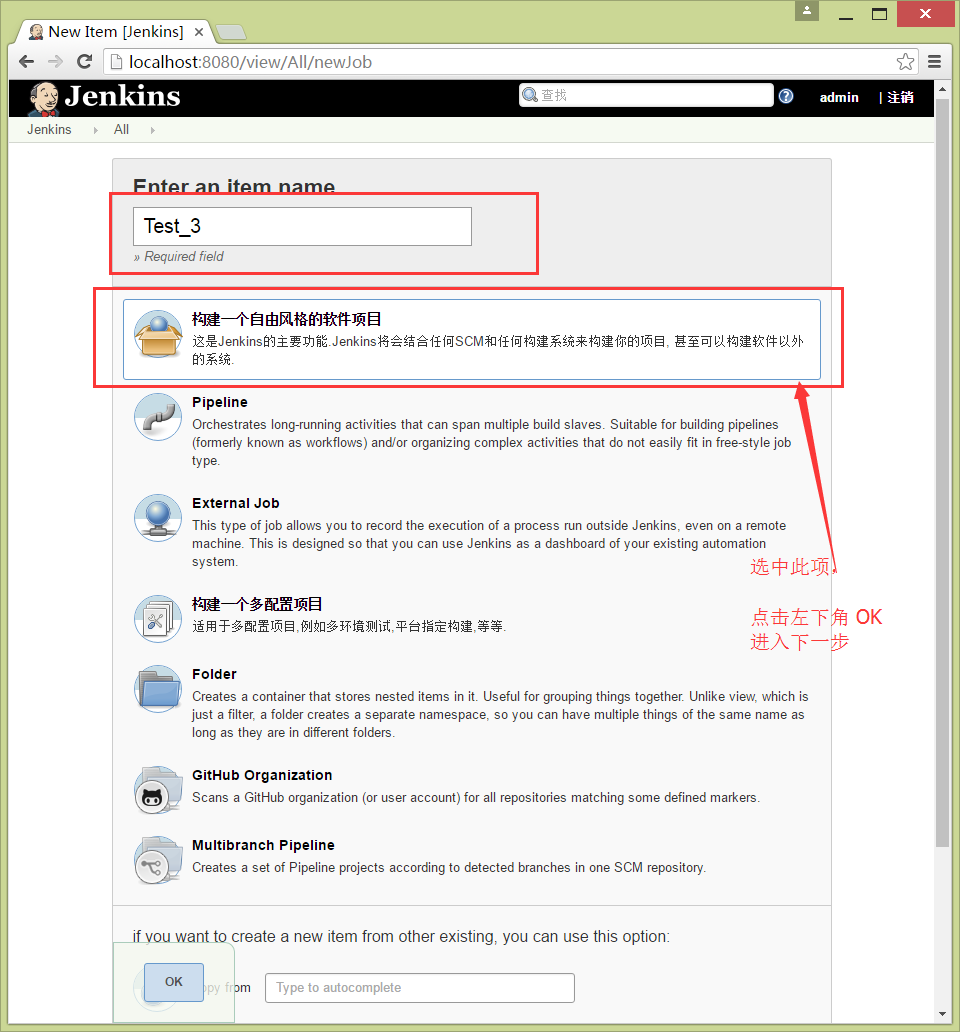 New Item [Jenkins]
localhost:8080/view/All/newJob
Jenkins
查找
admin
| 注销
Jenkins
All
Enter an item name
Test_3
» Required field
构建一个自由风格的软件项目
这是Jenkins的主要功能.Jenkins将会结合任何SCM和任何构建系统来构建你的项目, 甚至可以构建软件以外
的系统.
Pipeline
Orchestrates long-running activities that can span multiple build slaves. Suitable for building pipelines
(formerly known as workflows) and/or organizing complex activities that do not easily fit in free-style job
type.
External Job
This type of job allows you to record the execution of a process run outside Jenkins, even on a remote
machine. This is designed so that you can use Jenkins as a dashboard of your existing automation
system.
选中此项,
构建一个多配置项目
适用于多配置项目,例如多环境测试,平台指定构建,等等.
点击左下角 OK
进入下一步
Folder
Creates a container that stores nested items in it. Useful for grouping things together. Unlike view, which is
just a filter, a folder creates a separate namespace, so you can have multiple things of the same name as
long as they are in different folders.
GitHub Organization
Scans a GitHub organization (or user account) for all repositories matching some defined markers.
Multibranch Pipeline
Creates a set of Pipeline projects according to detected branches in one SCM repository.
if you want to create a new item from other existing, you can use this option:
OK
opy from
Type to autocomplete